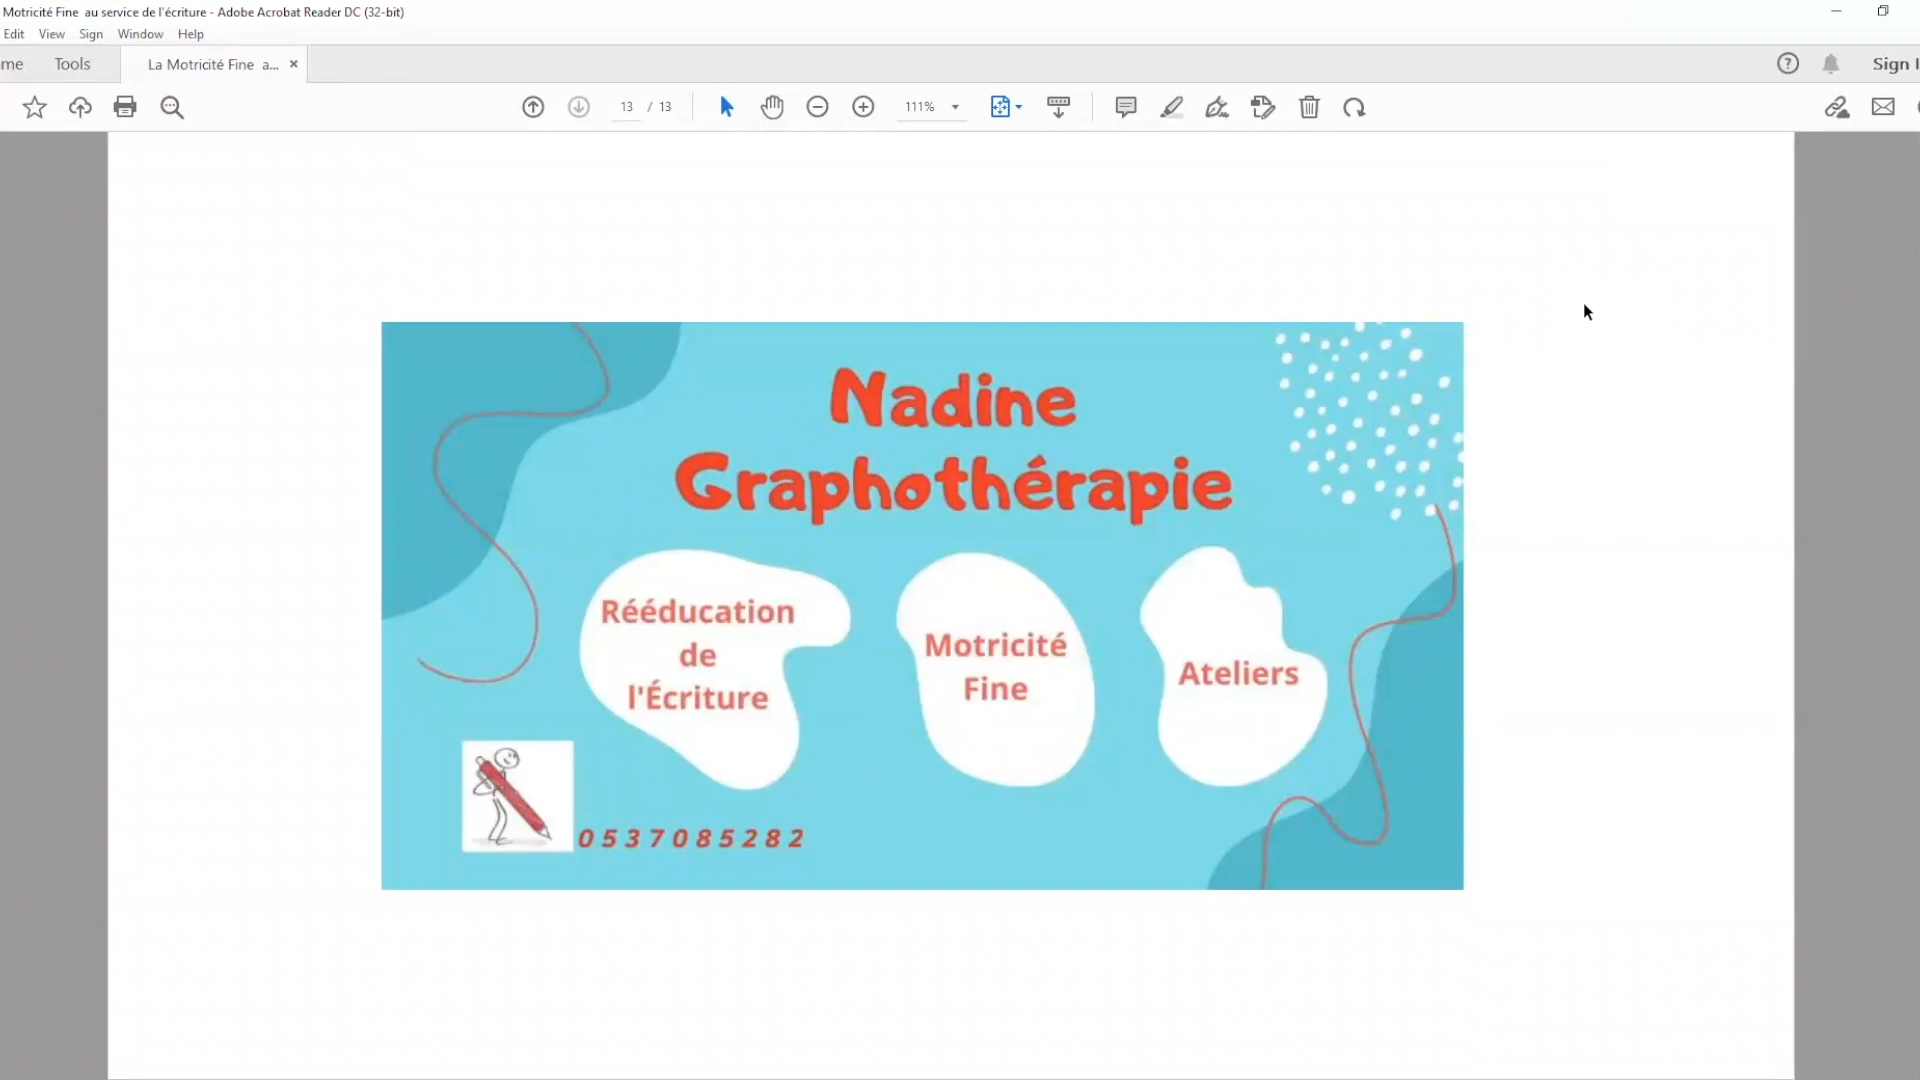 Motricité Fine au service de l'écriture - Adobe Acrobat Reader DC (32-bit)
Edit View Sign Window Help
Tools
La Motricité Fine a...
Sign
13 / 13
111%
Nadine
Graphothérapie
Rééducation
de
l'Écriture
Motricité
Fine
Ateliers
0537085282